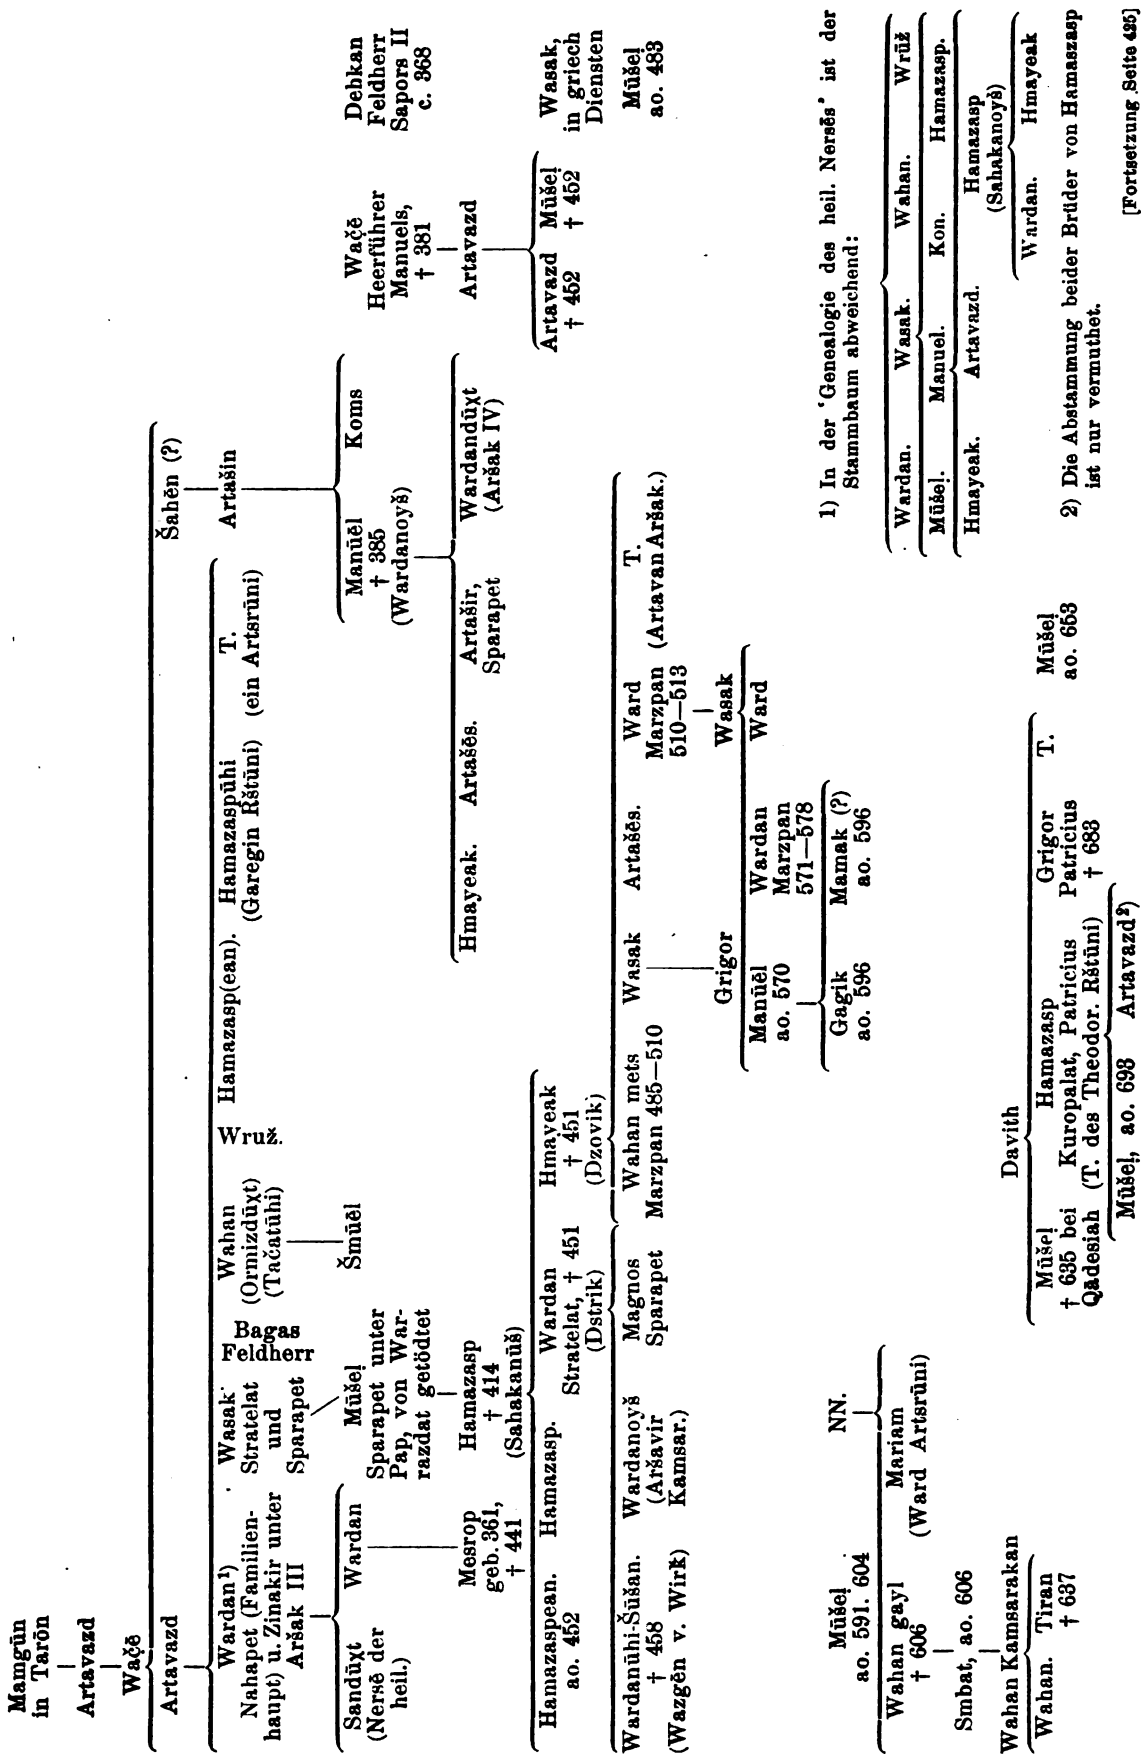 Mamgūn
in Tarōn
Artavazd
Wačē
Artavazd
Šahēn (?)
Artašin
Wardan¹)
Nahapet (Familien-
haupt) u. Zinakir unter
Aršak III
Wasak
Stratelat
und
Sparapet
Bagas
Feldherr
Wahan
(Ormizdūχt)
(Tačatūhi)
Wruž.
Hamazasp(ean).
Hamazaspūhi
(Garegin Ṙštūni)
T.
(ein Artsrūni)
Manūēl
† 385
(Wardanoyš)
Koms
Wačē
Heerführer
Manuels,
† 381
Debkan
Feldherr
Sapors II
c. 368
Sandūχt
(Nersē der
heil.)
Wardan
Mūšeł
Sparapet unter
Pap, von War-
razdat getödtet
Šmūēl
Hmayeak.
Artašēs.
Artašir,
Sparapet
Wardandūχt
(Aršak IV)
Artavazd
Mesrop
geb. 361,
† 441
Hamazasp
† 414
(Sahakanūš)
Artavazd
† 452
Mūšeł
† 452
Wasak,
in griech
Diensten
Mūšeł
ao. 483
Hamazaspean.
ao. 452
Hamazasp.
Wardan
Stratelat, † 451
(Dstrik)
Hmayeak
† 451
(Dzovik)
Wardanūhi-Šūšan.
† 458
(Wazgēn v. Wirk)
Wardanoyš
(Aršavir
Kamsar.)
Magnos
Sparapet
Wahan mets
Marzpan 485—510
Wasak
Artašēs.
Ward
Marzpan
510—513
T.
(Artavan Aršak.)
Grigor
Wasak
Manūēl
ao. 570
Wardan
Marzpan
571—578
Ward
Gagik
ao. 596
Mamak (?)
ao. 596
Mūšeł
ao. 591. 604
NN.
Wahan gayl
† 606
Mariam
(Ward Artsrūni)
Smbat, ao. 606
Wahan Kamsarakan
Wahan.
Tiran
† 637
Davith
Mūšeł
† 635 bei
Qādesiah
Hamazasp
Kuropalat, Patricius
(T. des Theodor. Ṙštūni)
Grigor
Patricius
† 683
T.
Mūšeł
ao. 653
Mūšeł, ao. 693
Artavazd²)
1) In der 'Genealogie des heil. Nersēs' ist der
Stammbaum abweichend:
Wardan. Wasak. Wahan. Wrūž
Mūšeł. Manuel. Kon. Hamazasp.
Hmayeak. Artavazd. Hamazasp
(Sahakanoyš)
Wardan. Hmayeak
2) Die Abstammung beider Brüder von Hamaszasp
ist nur vermuthet.
[Fortsetzung Seite 425]